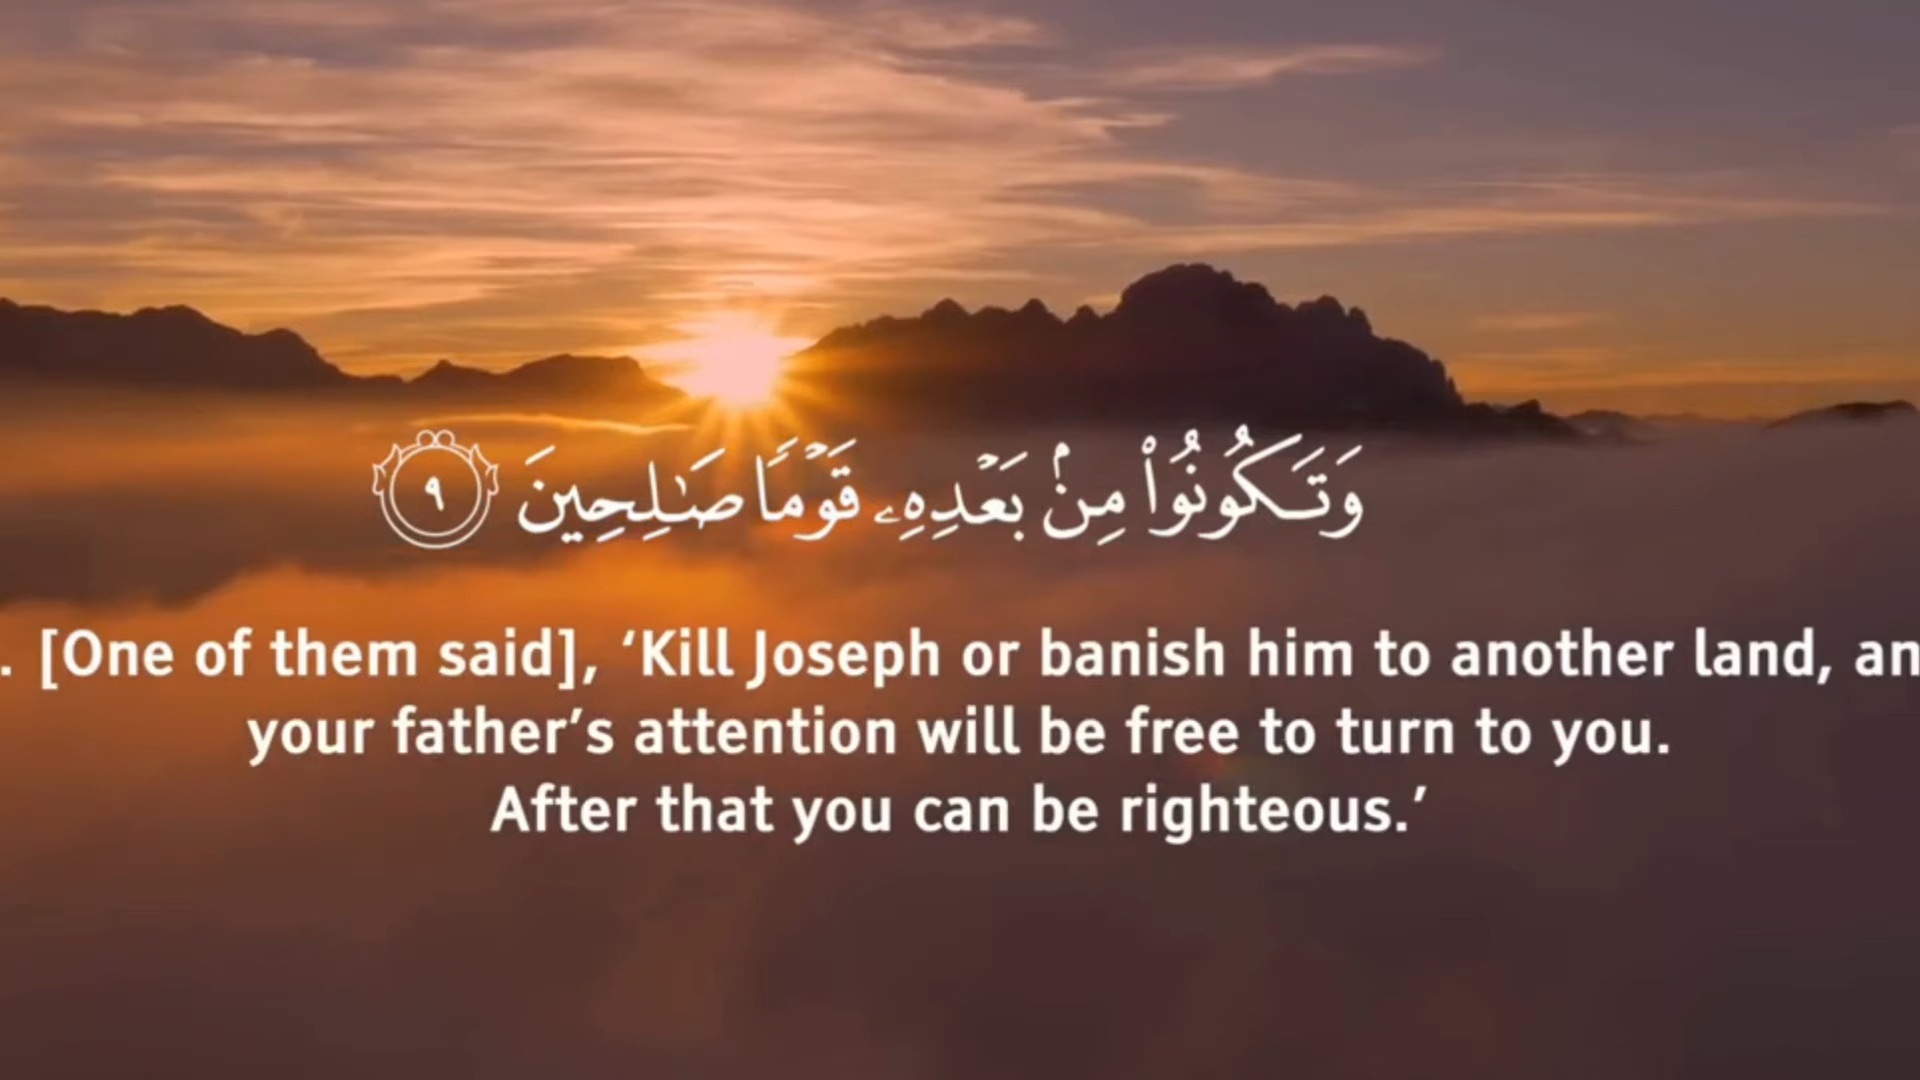 وَتَكُونُوا۟ مِنۢ بَعْدِهِۦ قَوْمًا صَـٰلِحِينَ ٩
. [One of them said], ‘Kill Joseph or banish him to another land, an
your father’s attention will be free to turn to you.
After that you can be righteous.’